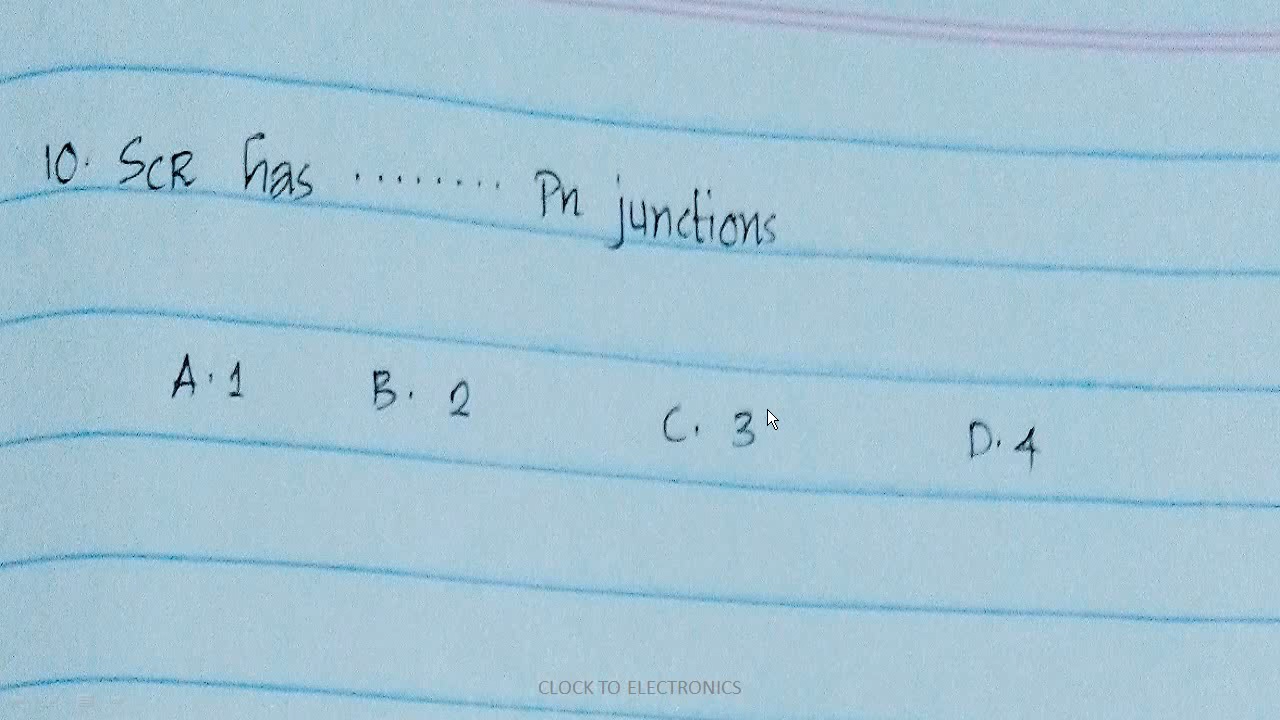 10. SCR has ........ Pn junctions
A. 1 B. 2 C. 3 D. 4
CLOCK TO ELECTRONICS